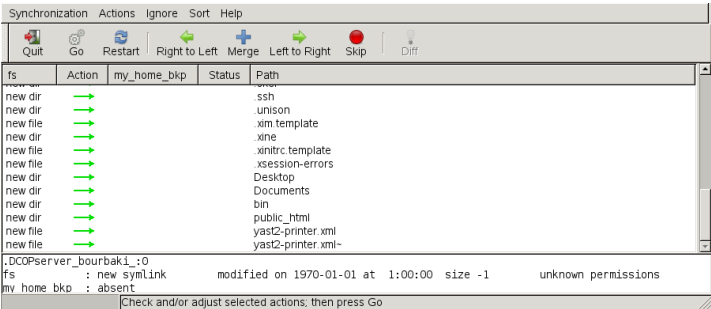 Synchronization Actions Ignore Sort Help
Quit Go Restart Right to Left Merge Left to Right Skip Diff
fs Action my_home_bkp Status Path
new dir .ssh
new dir .unison
new file .xim.template
new dir .xine
new file .xinitrc.template
new file .xsession-errors
new dir Desktop
new dir Documents
new dir bin
new dir public_html
new file yast2-printer.xml
new file yast2-printer.xml~
.DCOPserver_bourbaki_:0
fs : new symlink modified on 1970-01-01 at 1:00:00 size -1 unknown permissions
my_home_bkp : absent
Check and/or adjust selected actions; then press Go